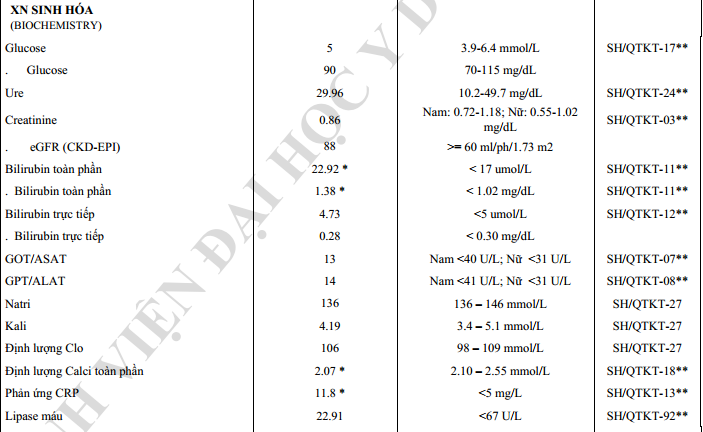 XN SINH HÓA
(BIOCHEMISTRY)
Glucose 5 3.9-6.4 mmol/L SH/QTKT-17**
. Glucose 90 70-115 mg/dL
Ure 29.96 10.2-49.7 mg/dL SH/QTKT-24**
Creatinine 0.86 Nam: 0.72-1.18; Nữ: 0.55-1.02 mg/dL SH/QTKT-03**
. eGFR (CKD-EPI) 88 >= 60 ml/ph/1.73 m2
Bilirubin toàn phần 22.92 * < 17 umol/L SH/QTKT-11**
. Bilirubin toàn phần 1.38 * < 1.02 mg/dL SH/QTKT-11**
Bilirubin trực tiếp 4.73 <5 umol/L SH/QTKT-12**
. Bilirubin trực tiếp 0.28 < 0.30 mg/dL
GOT/ASAT 13 Nam <40 U/L; Nữ <31 U/L SH/QTKT-07**
GPT/ALAT 14 Nam <41 U/L; Nữ <31 U/L SH/QTKT-08**
Natri 136 136 – 146 mmol/L SH/QTKT-27
Kali 4.19 3.4 – 5.1 mmol/L SH/QTKT-27
Định lượng Clo 106 98 – 109 mmol/L SH/QTKT-27
Định lượng Calci toàn phần 2.07 * 2.10 – 2.55 mmol/L SH/QTKT-18**
Phản ứng CRP 11.8 * <5 mg/L SH/QTKT-13**
Lipase máu 22.91 <67 U/L SH/QTKT-92**
VIỆN ĐẠI HỌC Y D